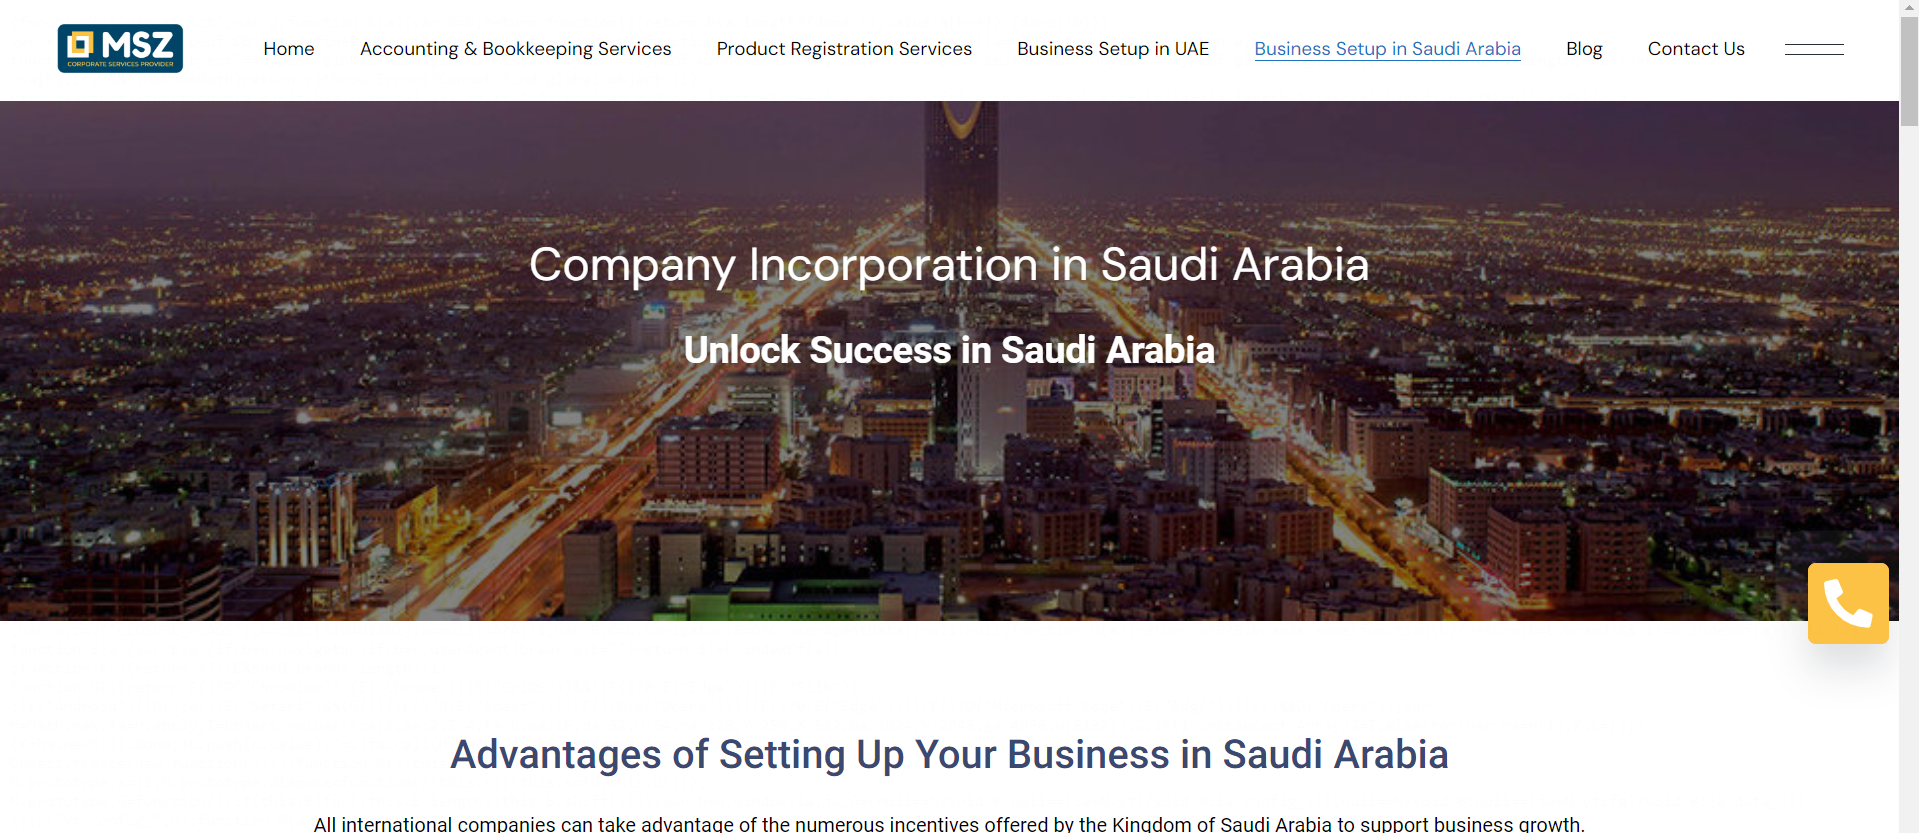 MSZ
CORPORATE SERVICES PROVIDER
Home
Accounting & Bookkeeping Services
Product Registration Services
Business Setup in UAE
Business Setup in Saudi Arabia
Blog
Contact Us
Company Incorporation in Saudi Arabia
Unlock Success in Saudi Arabia
Advantages of Setting Up Your Business in Saudi Arabia
All international companies can take advantage of the numerous incentives offered by the Kingdom of Saudi Arabia to support business growth.